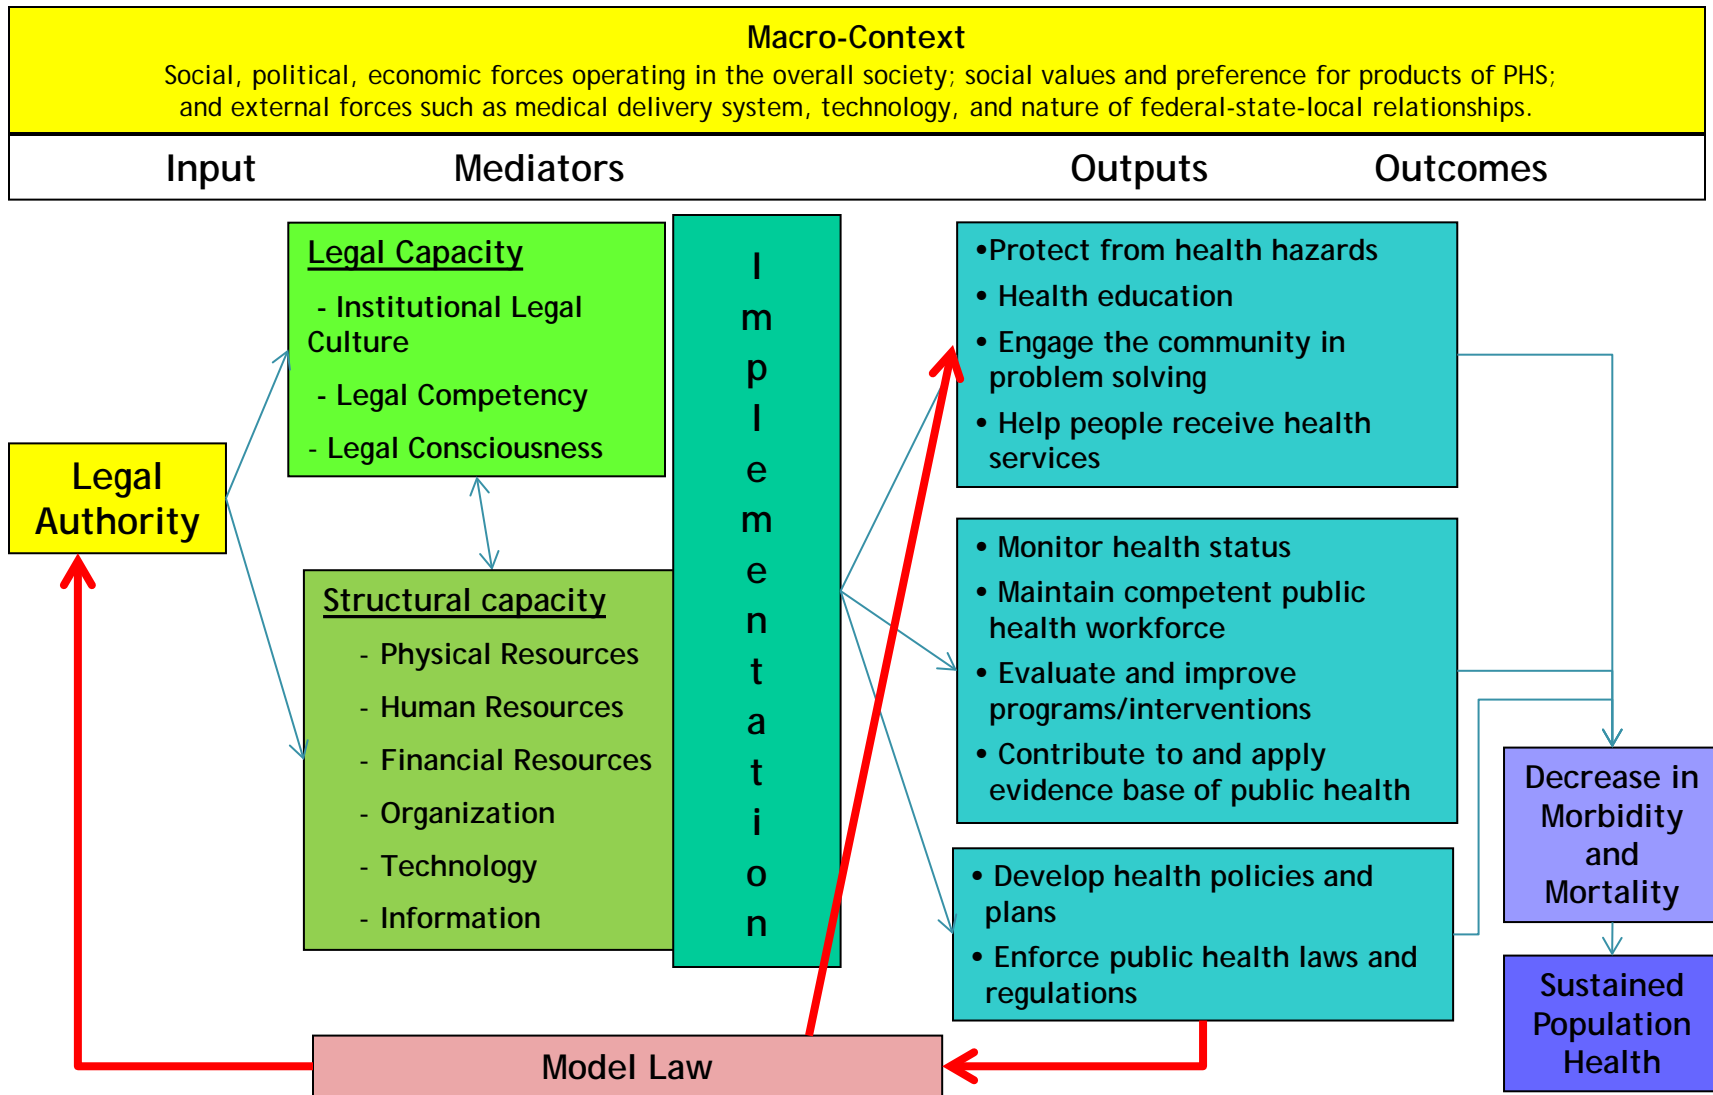 Macro-Context
Social, political, economic forces operating in the overall society; social values and preference for products of PHS;
and external forces such as medical delivery system, technology, and nature of federal-state-local relationships.
Input Mediators Outputs Outcomes
Legal Authority
Legal Capacity
- Institutional Legal
Culture
- Legal Competency
- Legal Consciousness
Structural capacity
- Physical Resources
- Human Resources
- Financial Resources
- Organization
- Technology
- Information
Implementation
•Protect from health hazards
• Health education
• Engage the community in
problem solving
• Help people receive health
services
• Monitor health status
• Maintain competent public
health workforce
• Evaluate and improve
programs/interventions
• Contribute to and apply
evidence base of public health
• Develop health policies and
plans
• Enforce public health laws and
regulations
Decrease in
Morbidity
and
Mortality
Sustained
Population
Health
Model Law